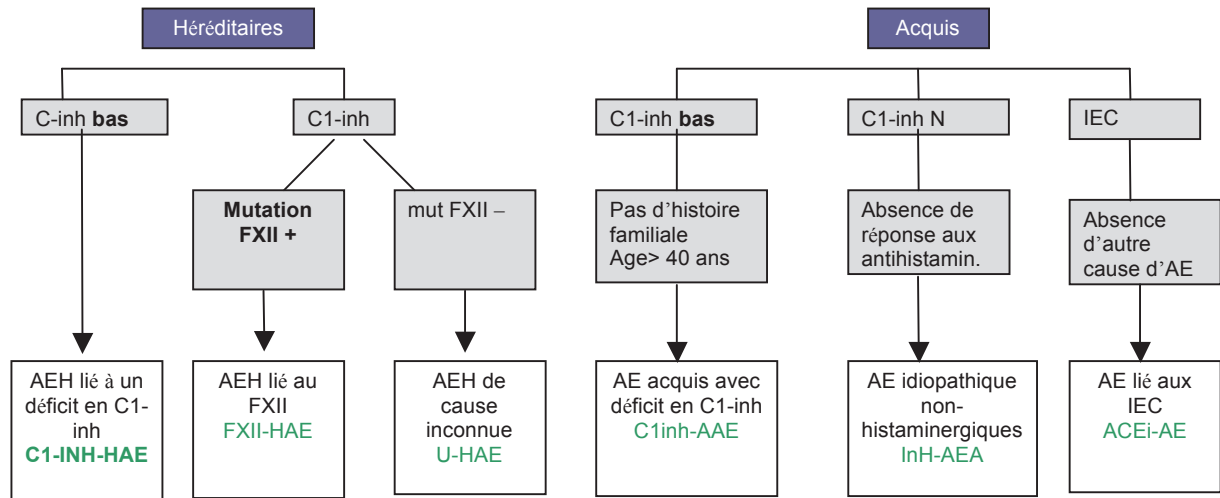 Héréditaires
Acquis
C-inh bas
C1-inh
C1-inh bas
C1-inh N
IEC
Mutation
FXII +
mut FXII –
Pas d’histoire
familiale
Age> 40 ans
Absence de
réponse aux
antihistamin.
Absence
d’autre
cause d’AE
AEH lié à un
déficit en C1-
inh
C1-INH-HAE
AEH lié au
FXII
FXII-HAE
AEH de
cause
inconnue
U-HAE
AE acquis avec
déficit en C1-inh
C1inh-AAE
AE idiopathique
non-
histaminergiques
InH-AEA
AE lié aux
IEC
ACEi-AE